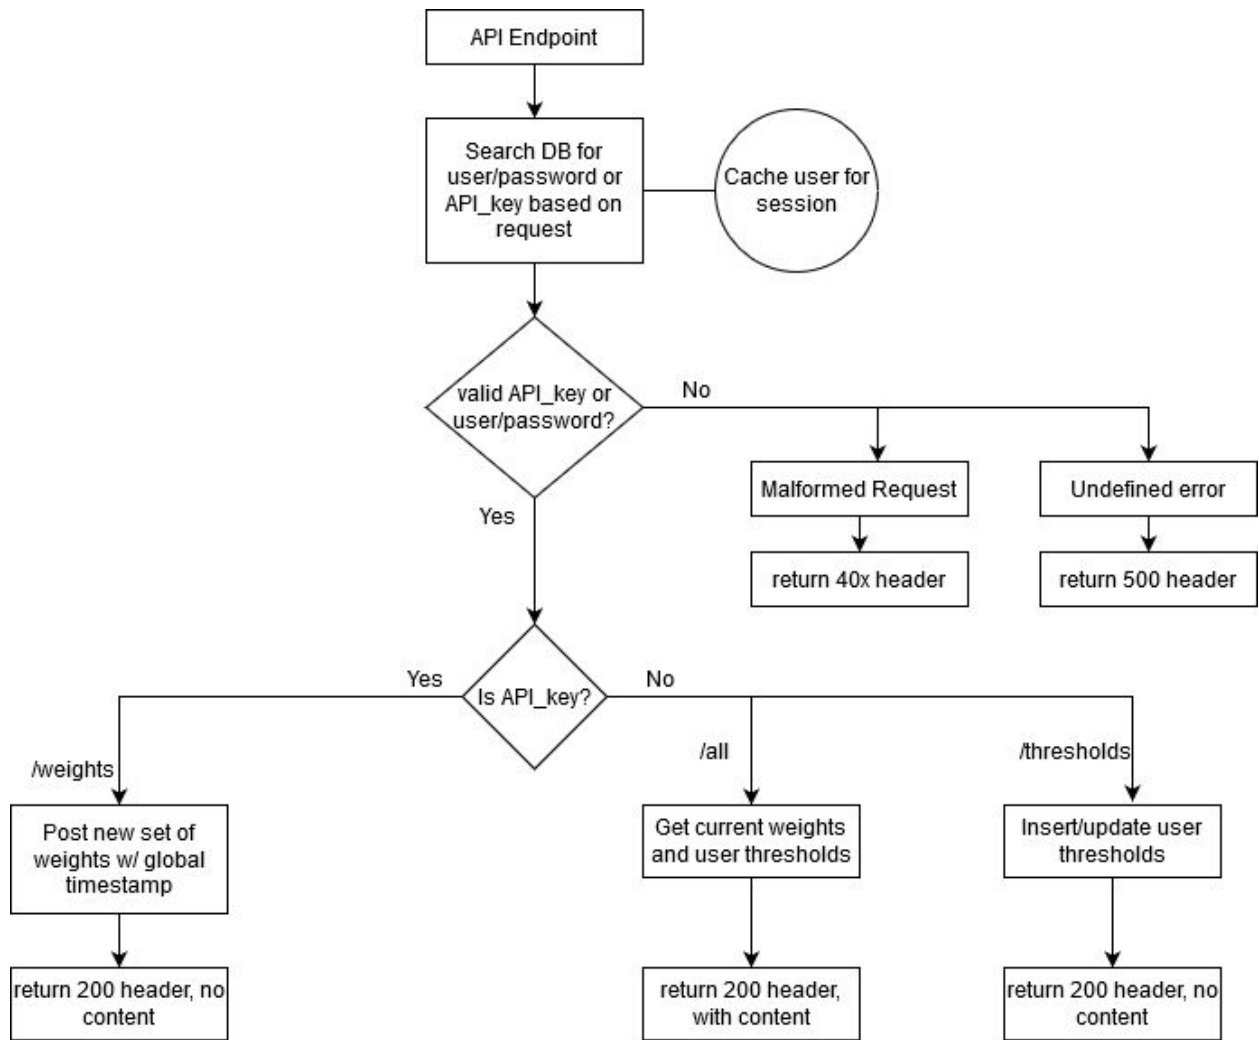 API Endpoint
Search DB for
user/password or
API_key based on
request
Cache user for
session
valid API_key or
user/password?
No
Malformed Request
Undefined error
Yes
return 40x header
return 500 header
Yes
Is API_key?
No
/weights
/all
/thresholds
Post new set of
weights w/ global
timestamp
Get current weights
and user thresholds
Insert/update user
thresholds
return 200 header, no
content
return 200 header,
with content
return 200 header, no
content